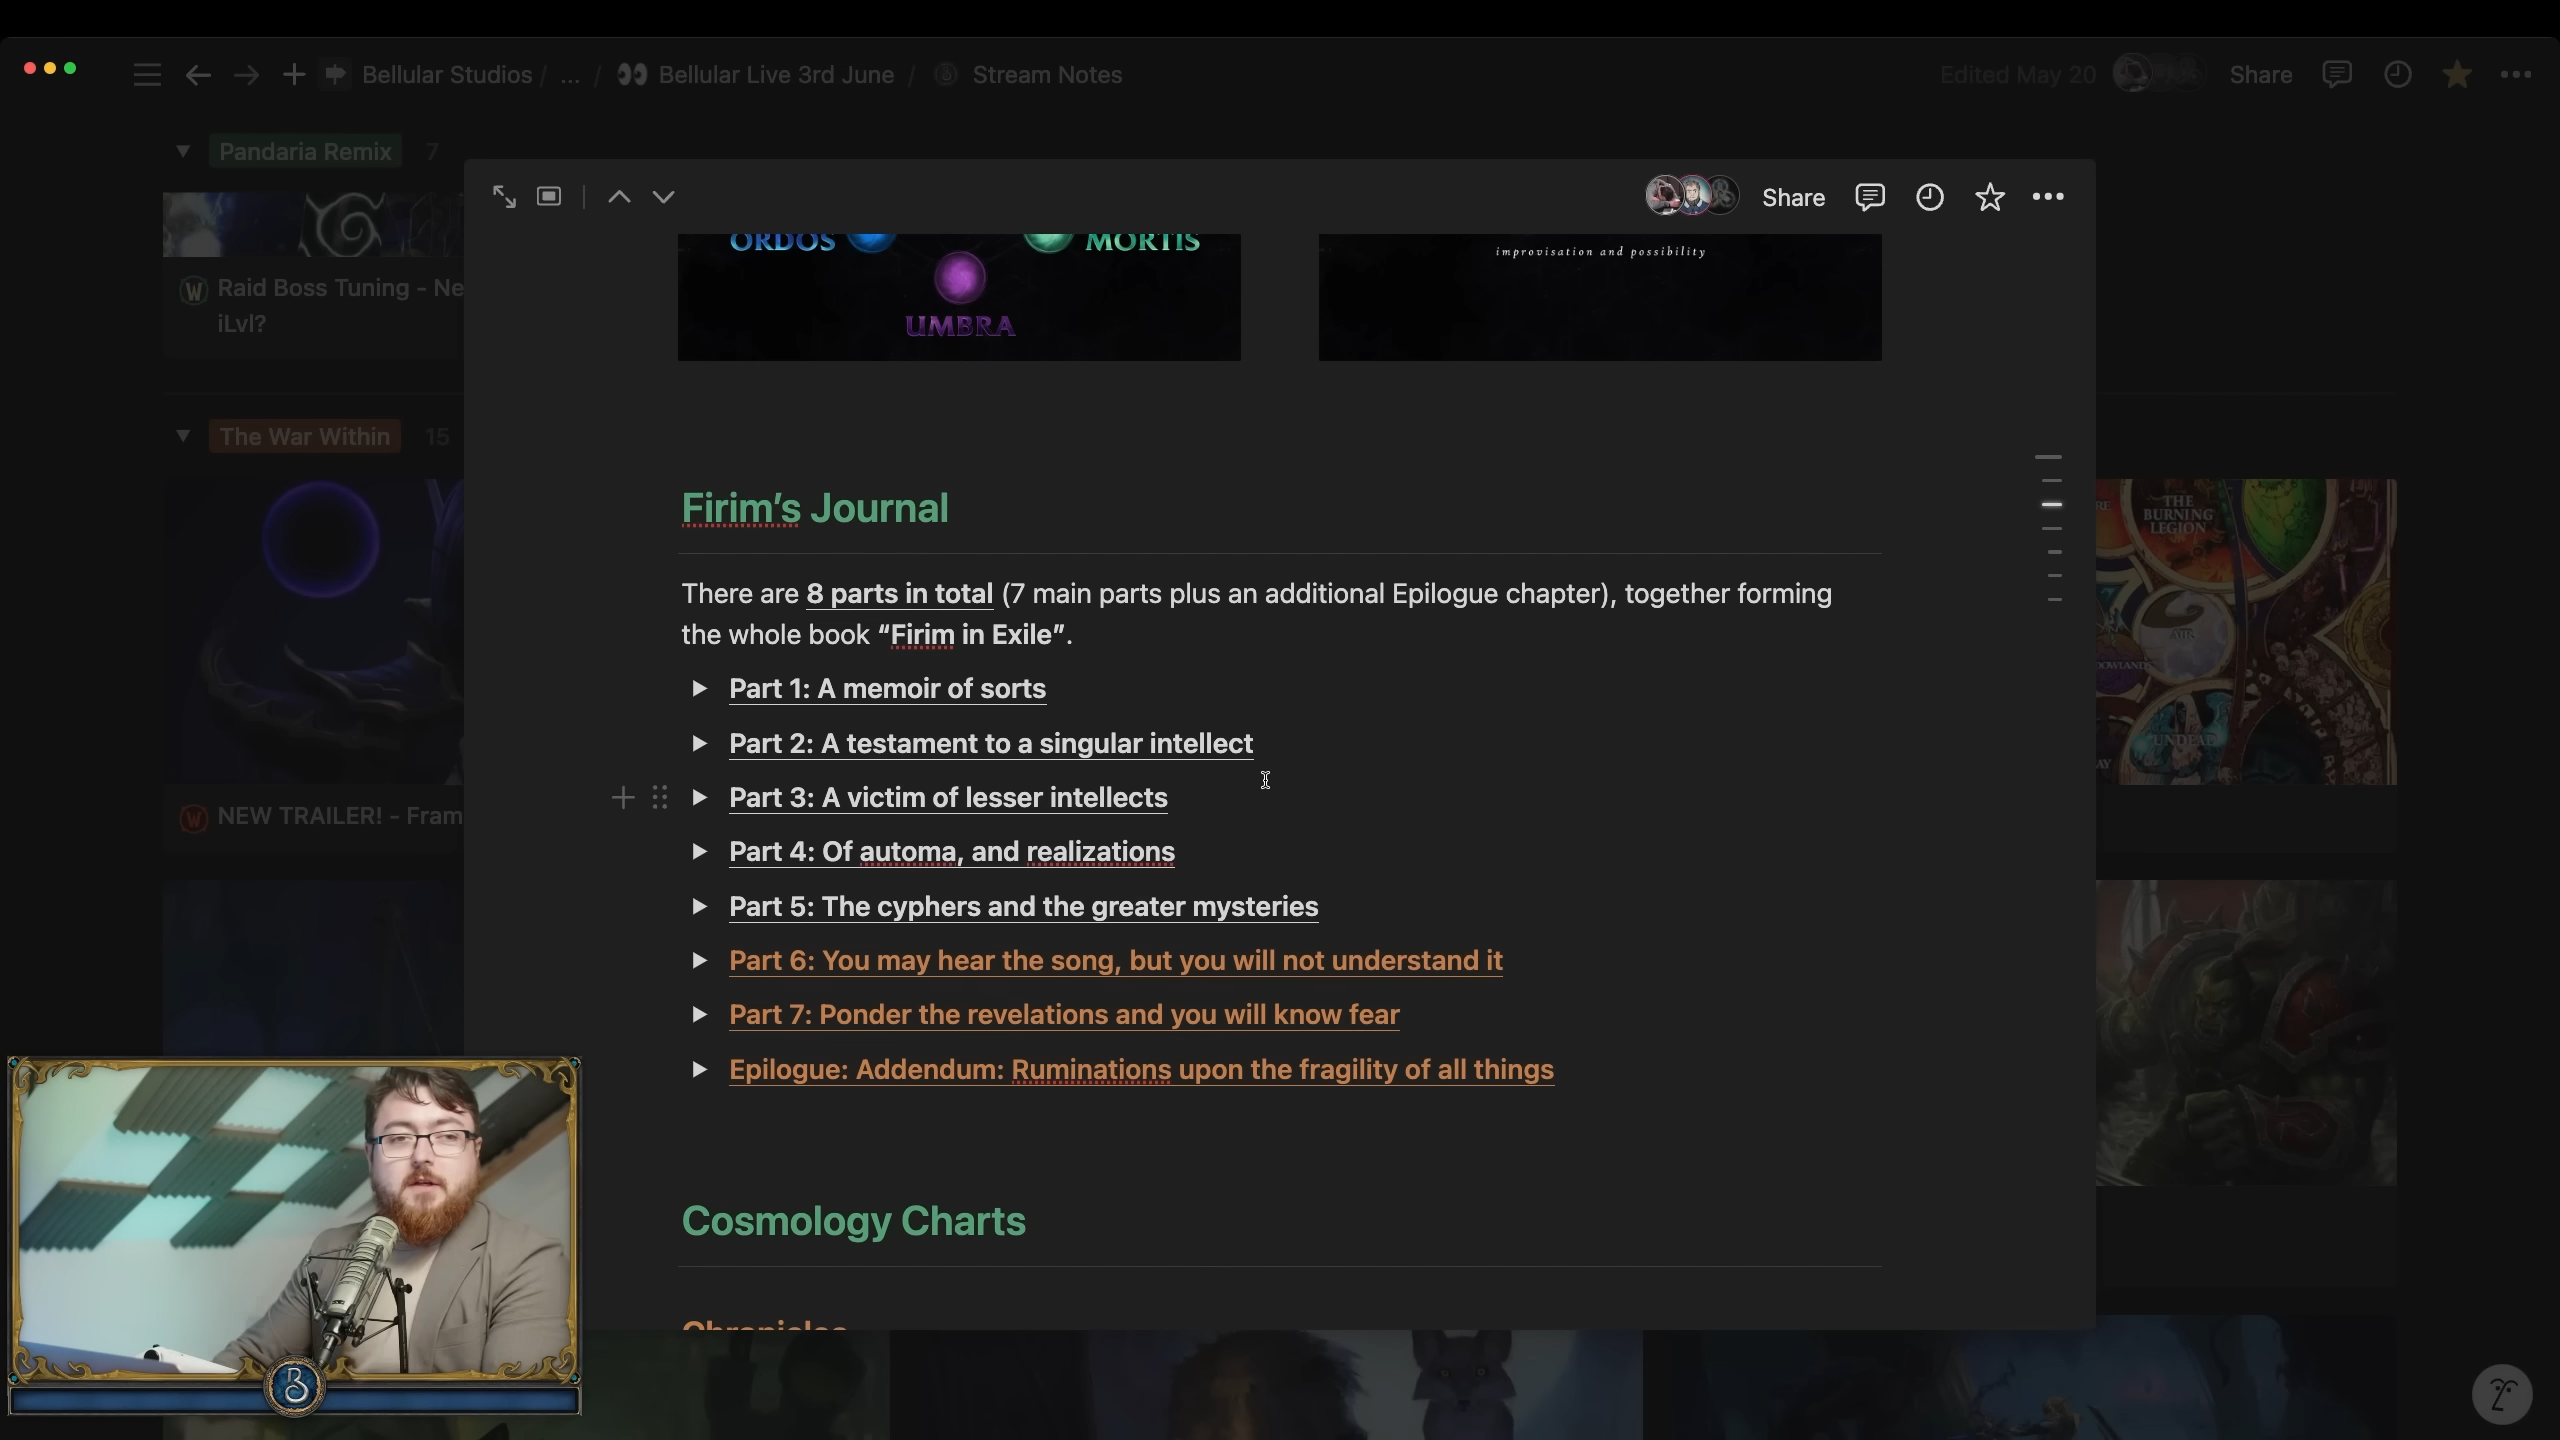 Bellular Studios / ... / Bellular Live 3rd June / Stream Notes
Edited May 20
Share
Pandaria Remix 7
Raid Boss Tuning - Ne
iLvl?
The War Within 15
NEW TRAILER! - Fram
Share
ORDOS
MORTIS
UMBRA
improvisation and possibility
Firim’s Journal
There are 8 parts in total (7 main parts plus an additional Epilogue chapter), together forming
the whole book “Firim in Exile”.
Part 1: A memoir of sorts
Part 2: A testament to a singular intellect
Part 3: A victim of lesser intellects
Part 4: Of automa, and realizations
Part 5: The cyphers and the greater mysteries
Part 6: You may hear the song, but you will not understand it
Part 7: Ponder the revelations and you will know fear
Epilogue: Addendum: Ruminations upon the fragility of all things
Cosmology Charts
Chronicles
THE
BURNING
LEGION
AIR
UNDEAD
B